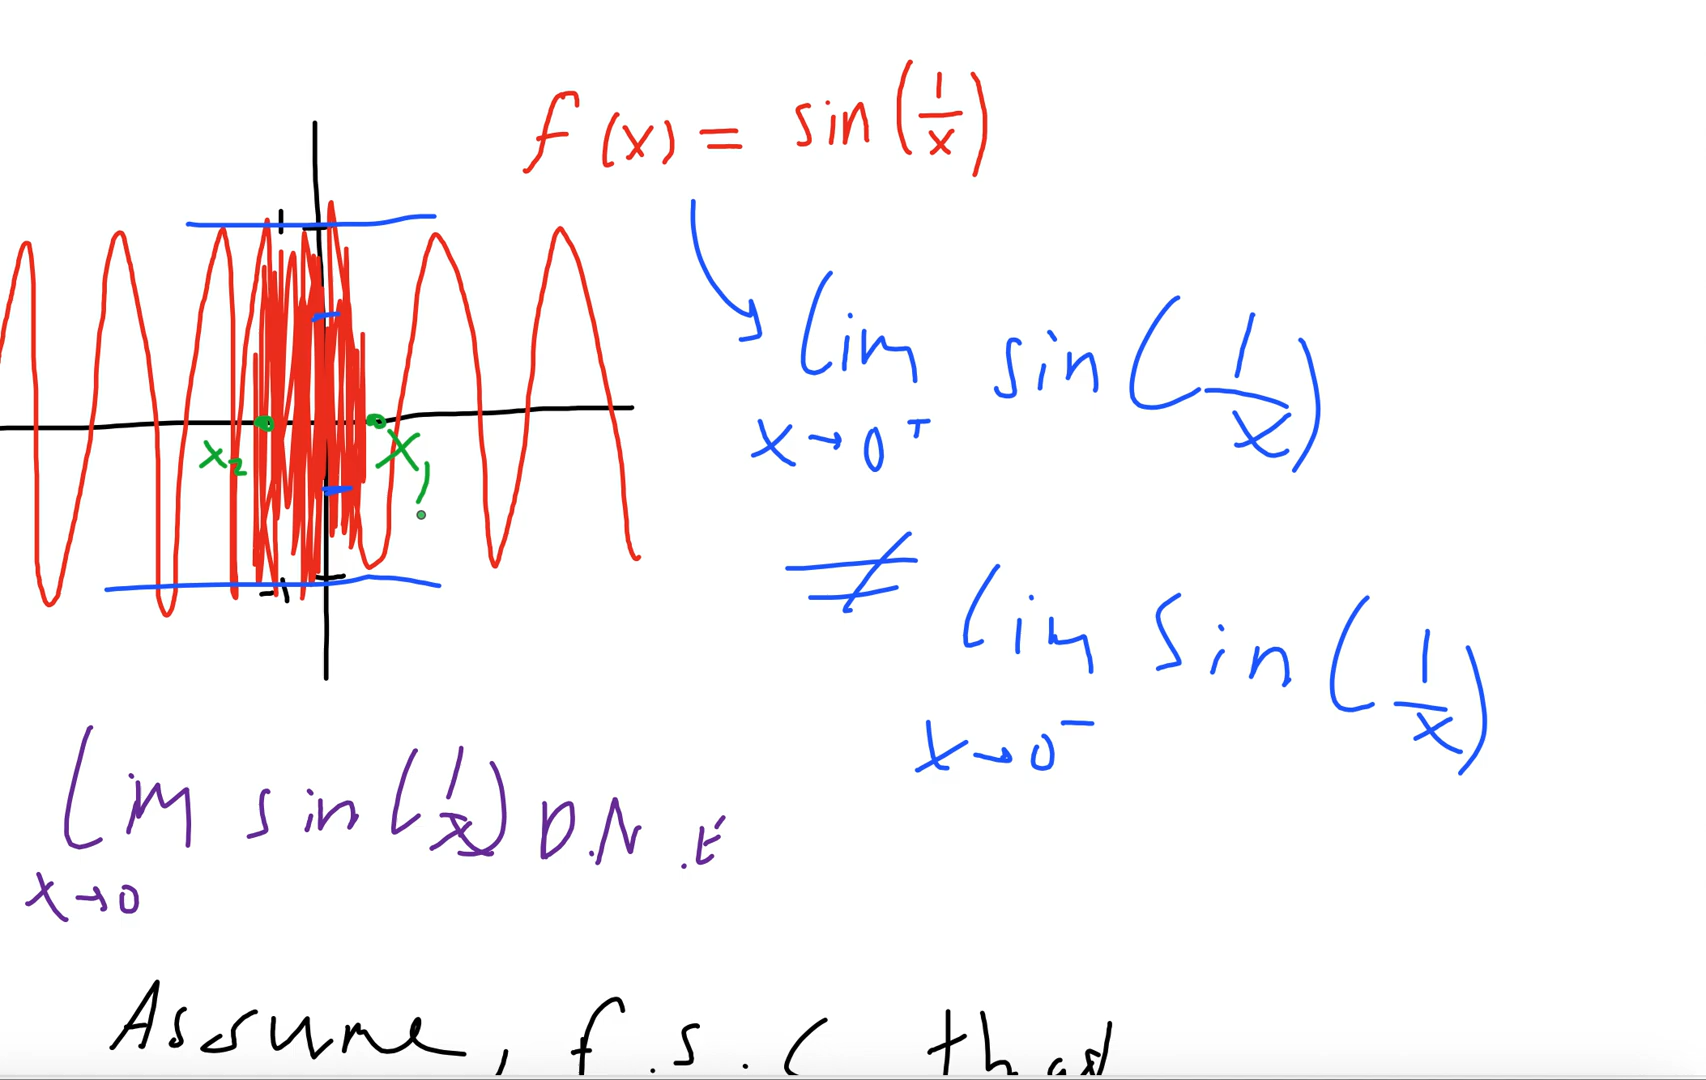 f(x) = sin(1/x)
lim sin(1/x)
x→0⁺
≠
lim sin(1/x)
x→0⁻
x₂ x₁
lim sin(1/x) D.N.E
x→0
Assume, f.s.c that